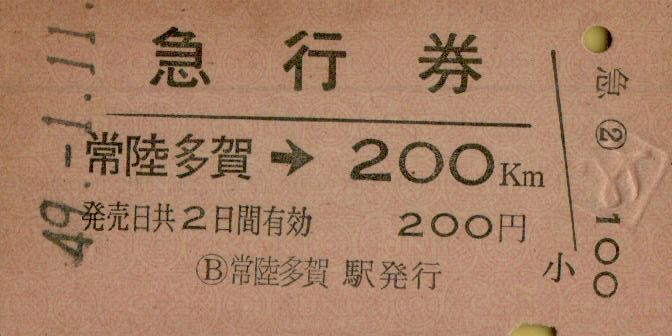 急行券
常陸多賀→200Km
発売日共2日間有効 200円
Ⓑ常陸多賀駅発行
小
急②
100
49.-1.11.